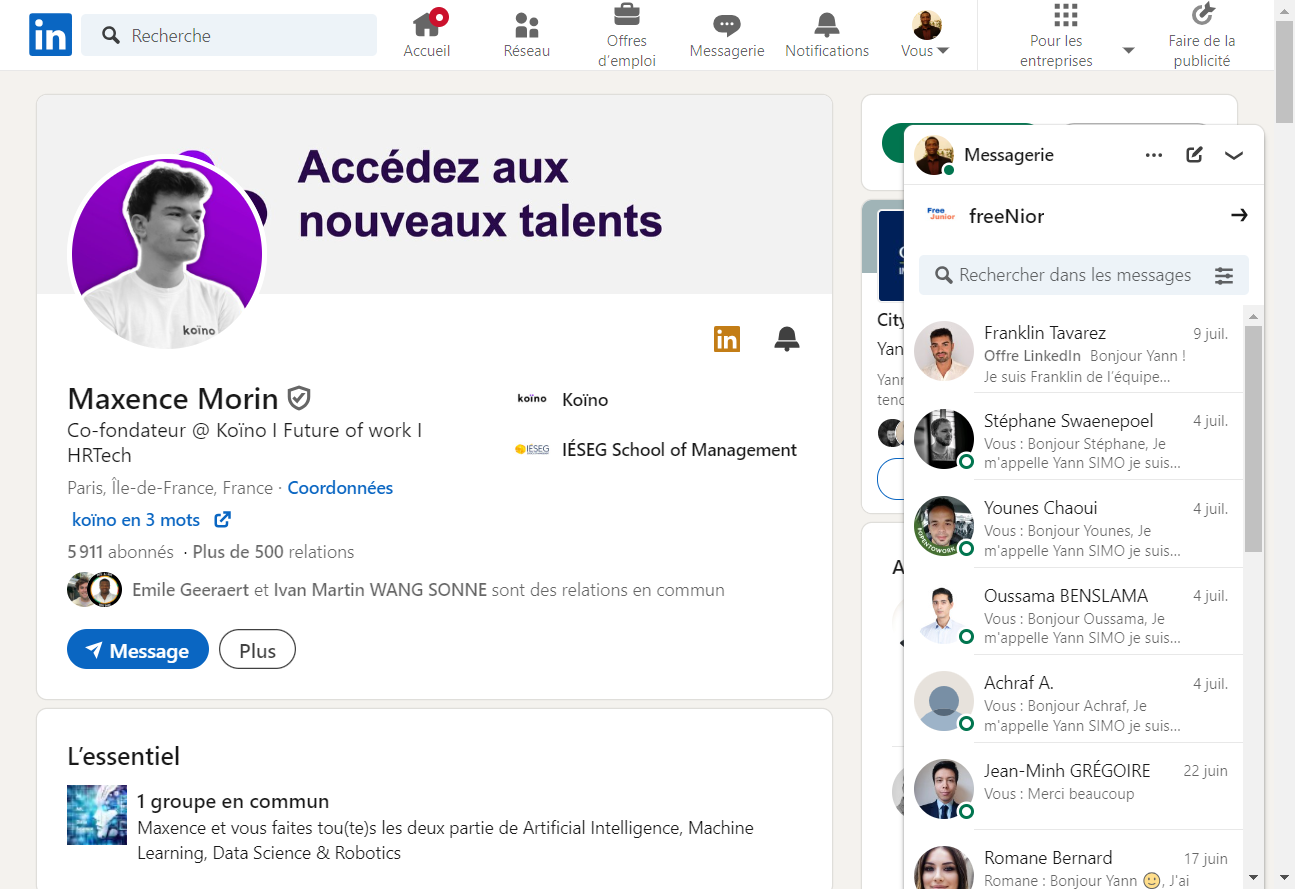 in
Recherche
Accueil
Réseau
Offres
d'emploi
Messagerie
Notifications
Vous
Pour les
entreprises
Faire de la
publicité
Accédez aux
nouveaux talents
koïno
in
Maxence Morin
Co-fondateur @ Koïno I Future of work I
HRTech
Paris, Île-de-France, France · Coordonnées
koïno en 3 mots
5 911 abonnés · Plus de 500 relations
Emile Geeraert et Ivan Martin WANG SONNE sont des relations en commun
Message
Plus
koïno
Koïno
IÉSEG
IÉSEG School of Management
L'essentiel
1 groupe en commun
Maxence et vous faites tou(te)s les deux partie de Artificial Intelligence, Machine
Learning, Data Science & Robotics
City
Yan
Yann
tend
A
Messagerie
Free
Junior
freeNior
Rechercher dans les messages
Franklin Tavarez
9 juil.
Offre LinkedIn Bonjour Yann !
Je suis Franklin de l'équipe...
Stéphane Swaenepoel
4 juil.
Vous : Bonjour Stéphane, Je
m'appelle Yann SIMO je suis...
Younes Chaoui
4 juil.
Vous : Bonjour Younes, Je
m'appelle Yann SIMO je suis...
#OPENTOWORK
Oussama BENSLAMA
4 juil.
Vous : Bonjour Oussama, Je
m'appelle Yann SIMO je suis...
Achraf A.
4 juil.
Vous : Bonjour Achraf, Je
m'appelle Yann SIMO je suis...
Jean-Minh GRÉGOIRE
22 juin
Vous : Merci beaucoup
Romane Bernard
17 juin
Romane : Bonjour Yann 🙂, J'ai